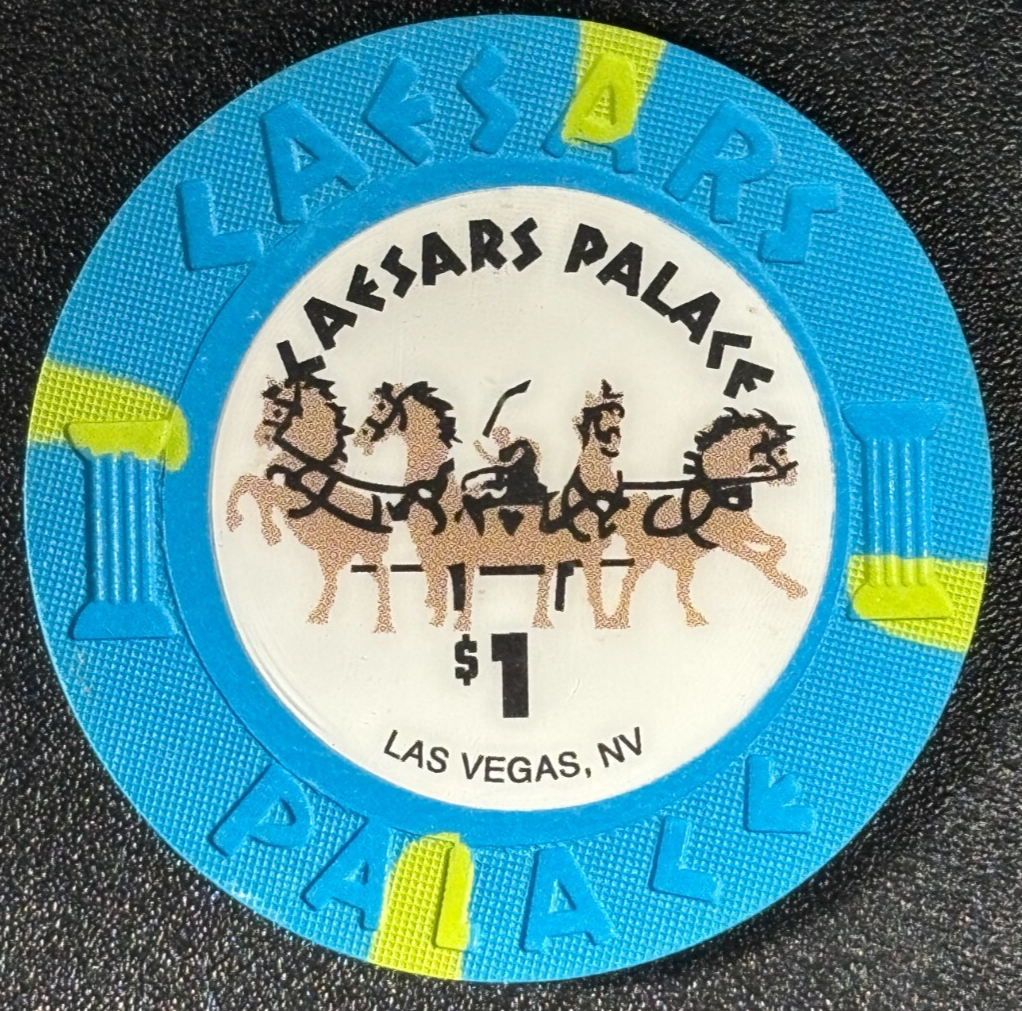 CAESARS
CAESARS PALACE
$1
LAS VEGAS, NV
PALACE